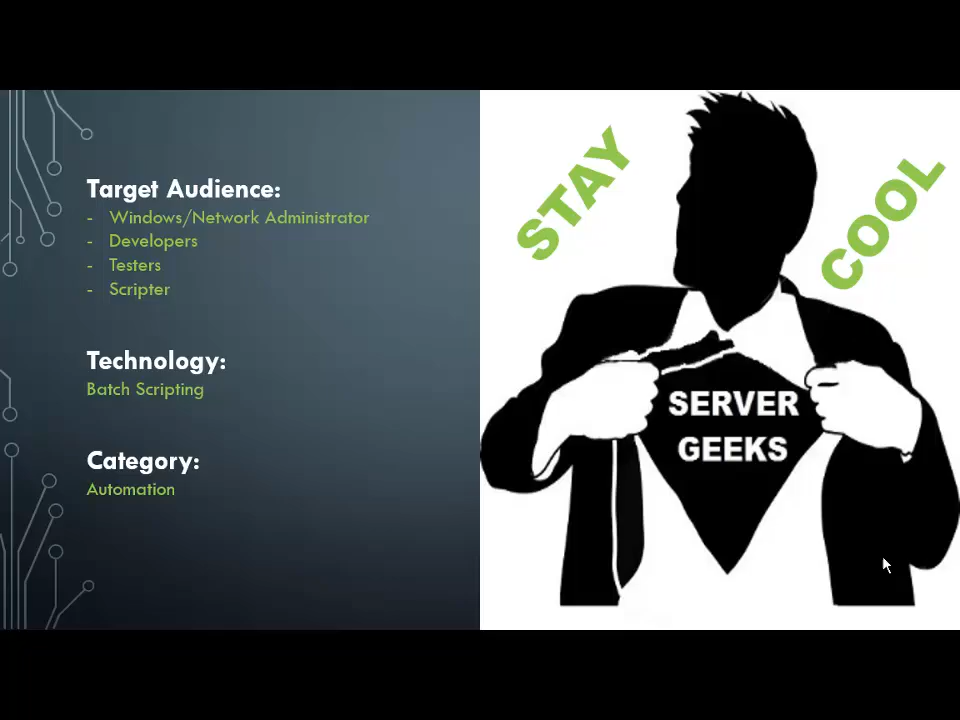 Target Audience:
- Windows/Network Administrator
- Developers
- Testers
- Scripter
Technology:
Batch Scripting
Category:
Automation
STAY
COOL
SERVER
GEEKS